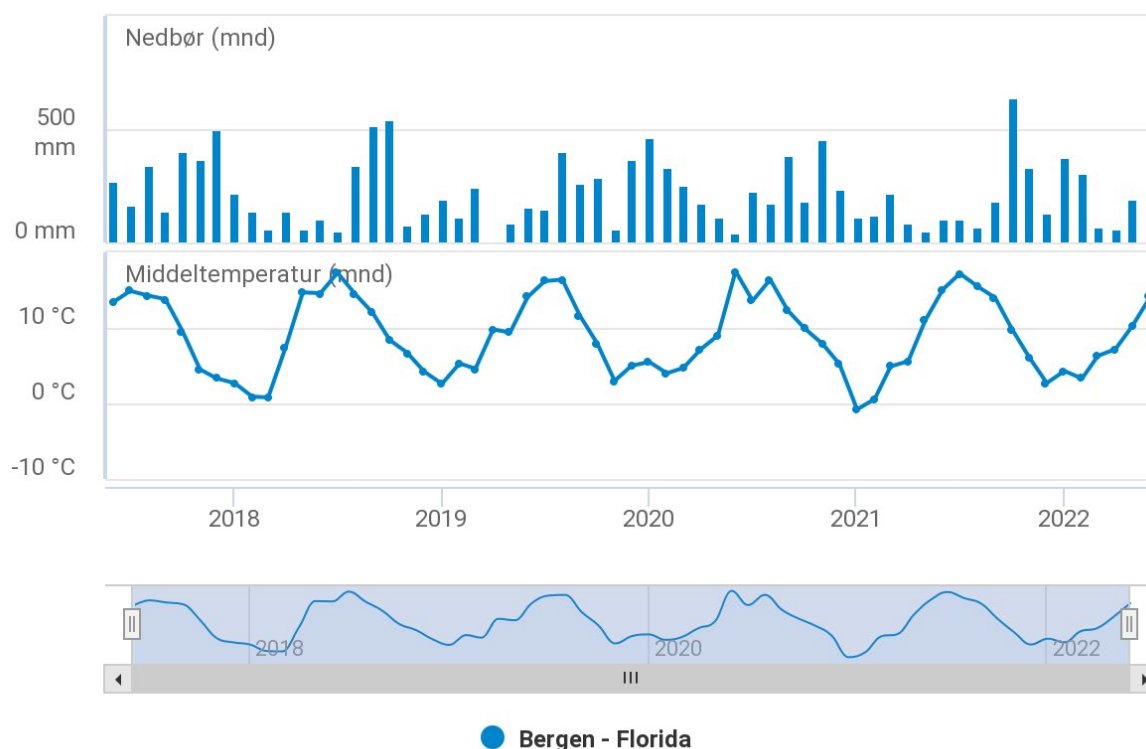 Nedbør (mnd)
500
mm
0 mm
Middeltemperatur (mnd)
10 °C
0 °C
-10 °C
2018 2019 2020 2021 2022
2018 2020 2022
Bergen - Florida